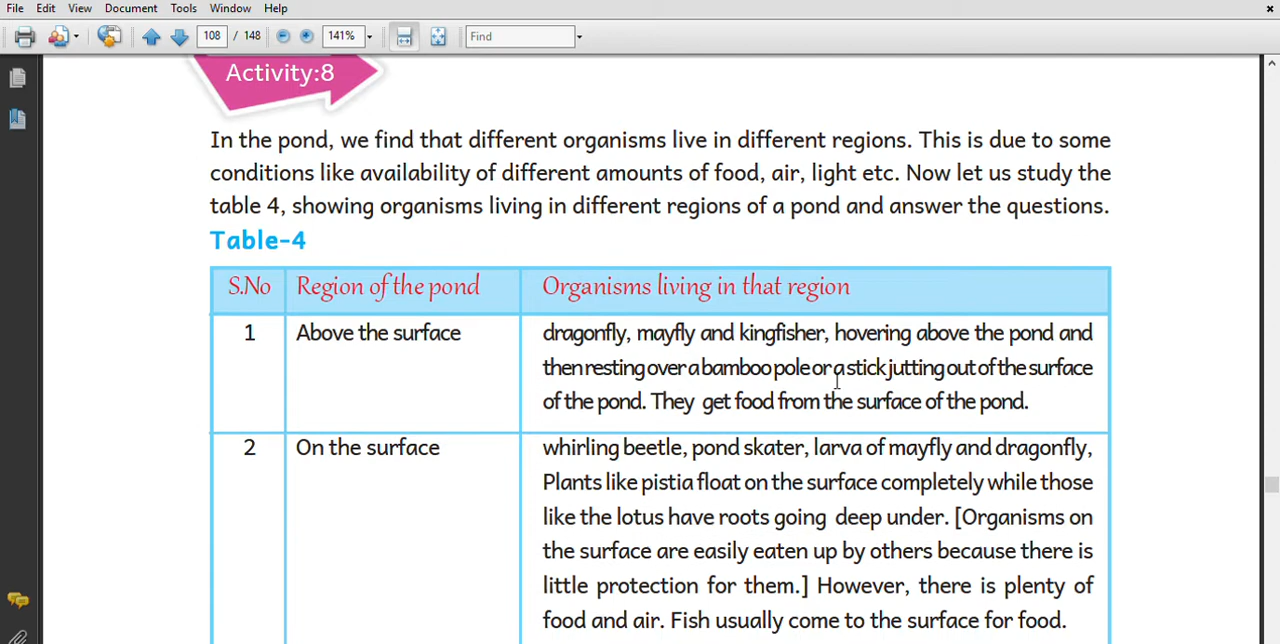 File Edit View Document Tools Window Help
108 / 148 141% Find
Activity:8
In the pond, we find that different organisms live in different regions. This is due to some
conditions like availability of different amounts of food, air, light etc. Now let us study the
table 4, showing organisms living in different regions of a pond and answer the questions.
Table-4
S.No Region of the pond Organisms living in that region
1 Above the surface dragonfly, mayfly and kingfisher, hovering above the pond and
then resting over a bamboo pole or a stick jutting out of the surface
of the pond. They get food from the surface of the pond.
2 On the surface whirling beetle, pond skater, larva of mayfly and dragonfly,
Plants like pistia float on the surface completely while those
like the lotus have roots going deep under. [Organisms on
the surface are easily eaten up by others because there is
little protection for them.] However, there is plenty of
food and air. Fish usually come to the surface for food.